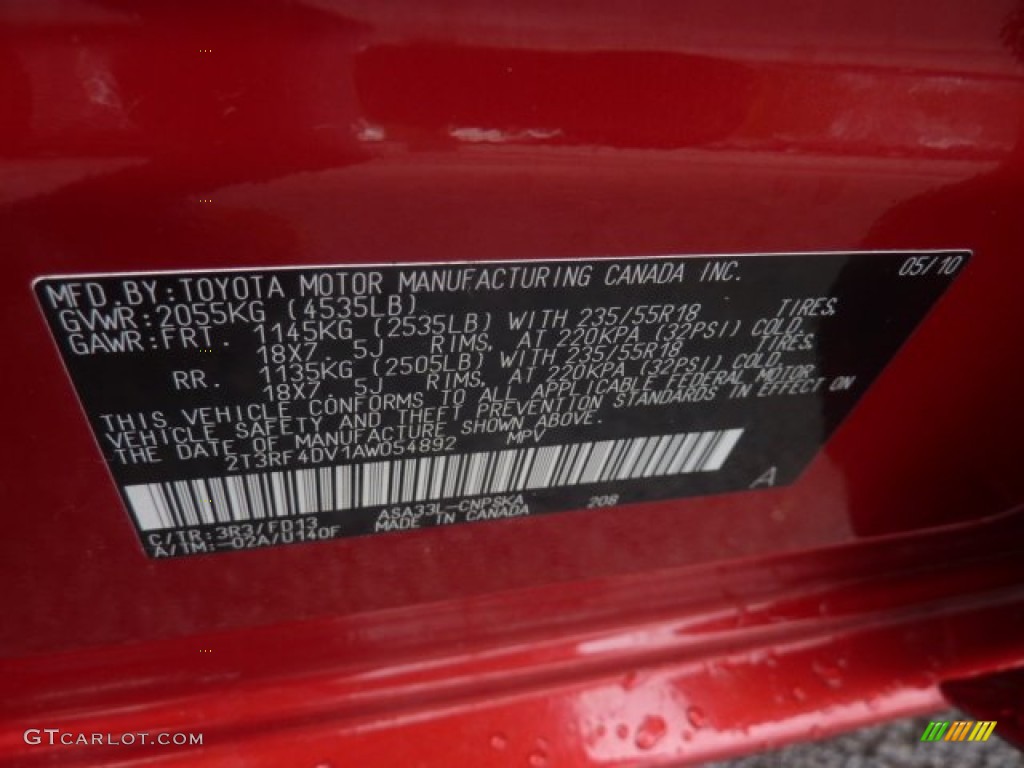 MFD.BY:TOYOTA MOTOR MANUFACTURING CANADA INC. 05/10
GVWR:2055KG (4535LB)
GAWR:FRT. 1145KG (2535LB) WITH 235/55R18 TIRES,
18X7. 5J RIMS, AT 220KPA (32PSI) COLD.
RR. 1135KG (2505LB) WITH 235/55R18 TIRES,
18X7. 5J RIMS, AT 220KPA (32PSI) COLD.
THIS VEHICLE CONFORMS TO ALL APPLICABLE FEDERAL MOTOR
VEHICLE SAFETY AND THEFT PREVENTION STANDARDS IN EFFECT ON
THE DATE OF MANUFACTURE SHOWN ABOVE.
2T3RF4DV1AW054892 MPV
A
C/TR:3R3/FD13 ASA33L-CNPSKA 208
A/TM:-02A/U140F MADE IN CANADA
GTCARLOT.COM